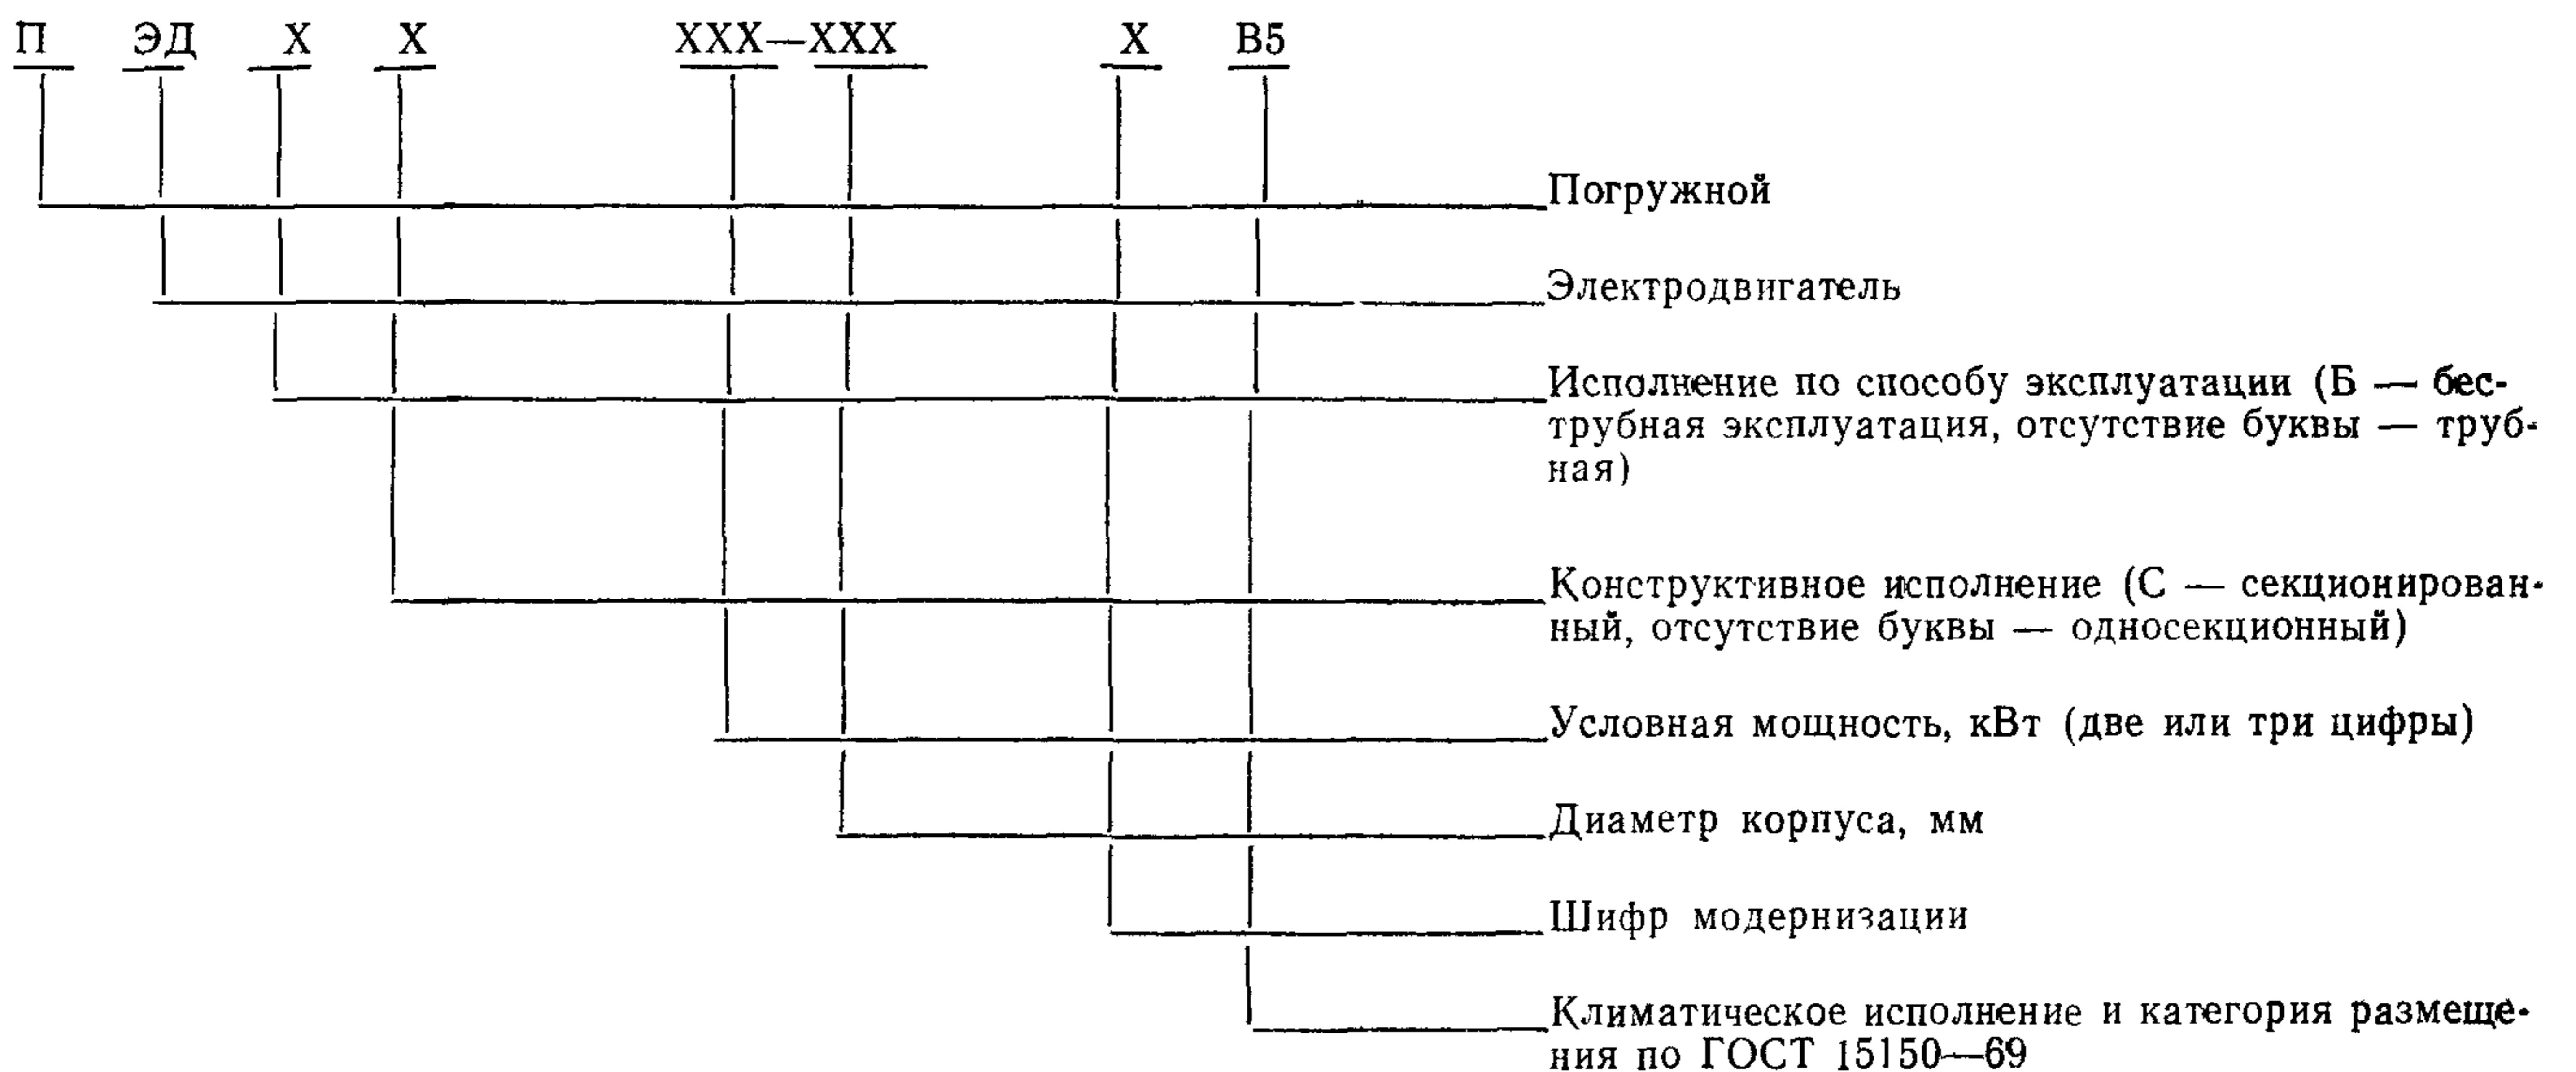 П ЭД X X XXX—XXX X В5
Погружной
Электродвигатель
Исполнение по способу эксплуатации (Б — бес-
трубная эксплуатация, отсутствие буквы — труб-
ная)
Конструктивное исполнение (С — секционирован-
ный, отсутствие буквы — односекционный)
Условная мощность, кВт (две или три цифры)
Диаметр корпуса, мм
Шифр модернизации
Климатическое исполнение и категория размеще-
ния по ГОСТ 15150—69